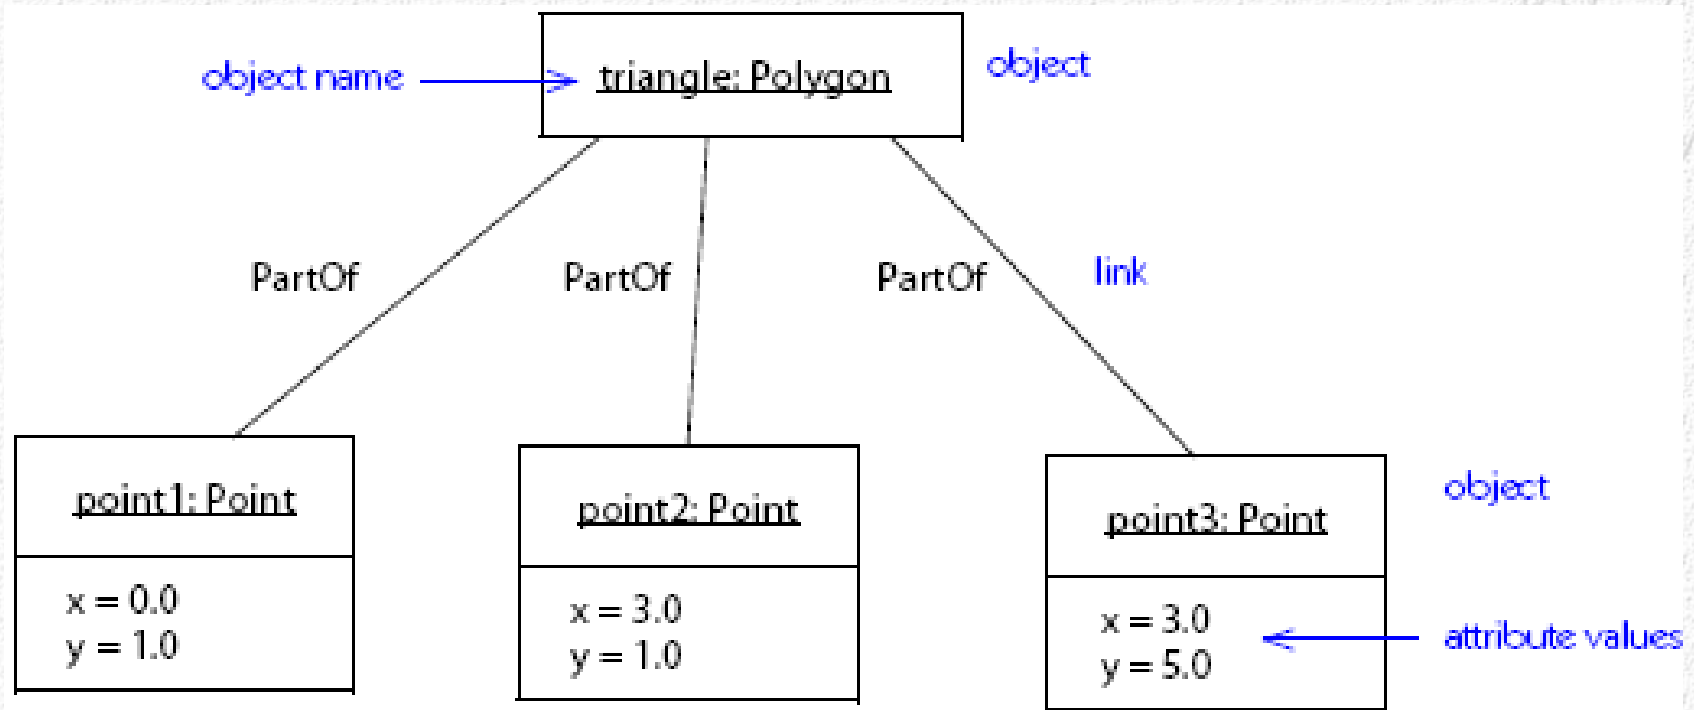 object name
triangle: Polygon
object
PartOf
PartOf
PartOf
link
point1: Point
x = 0.0
y = 1.0
point2: Point
x = 3.0
y = 1.0
point3: Point
x = 3.0
y = 5.0
object
attribute values